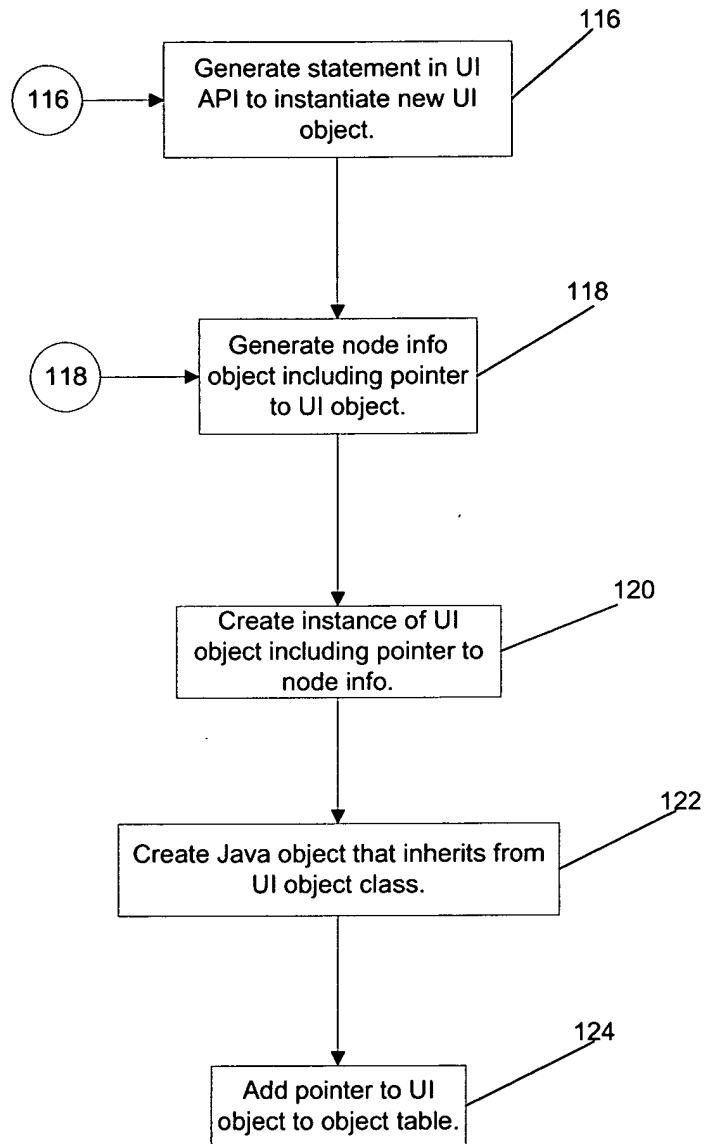 116
116
Generate statement in UI
API to instantiate new UI
object.
118
118
Generate node info
object including pointer
to UI object.
120
Create instance of UI
object including pointer to
node info.
122
Create Java object that inherits from
UI object class.
124
Add pointer to UI
object to object table.